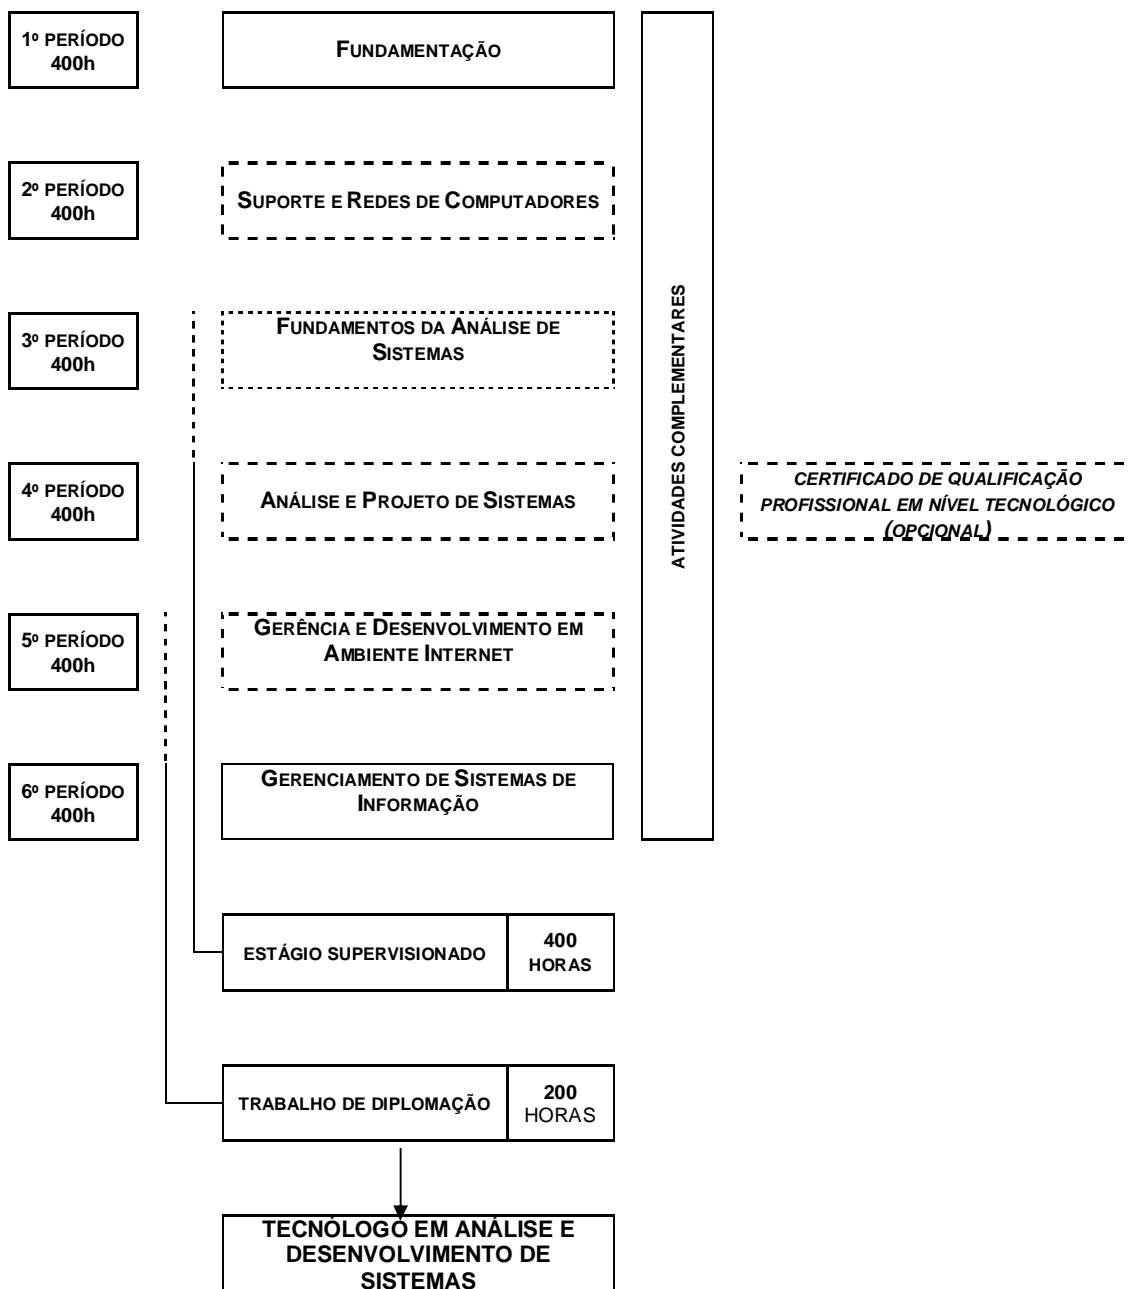 1º PERÍODO
400h
FUNDAMENTAÇÃO
2º PERÍODO
400h
SUPORTE E REDES DE COMPUTADORES
3º PERÍODO
400h
FUNDAMENTOS DA ANÁLISE DE
SISTEMAS
ATIVIDADES COMPLEMENTARES
4º PERÍODO
400h
ANÁLISE E PROJETO DE SISTEMAS
CERTIFICADO DE QUALIFICAÇÃO
PROFISSIONAL EM NÍVEL TECNOLÓGICO
(OPCIONAL)
5º PERÍODO
400h
GERÊNCIA E DESENVOLVIMENTO EM
AMBIENTE INTERNET
6º PERÍODO
400h
GERENCIAMENTO DE SISTEMAS DE
INFORMAÇÃO
ESTÁGIO SUPERVISIONADO
400
HORAS
TRABALHO DE DIPLOMAÇÃO
200
HORAS
TECNÓLOGO EM ANÁLISE E
DESENVOLVIMENTO DE
SISTEMAS